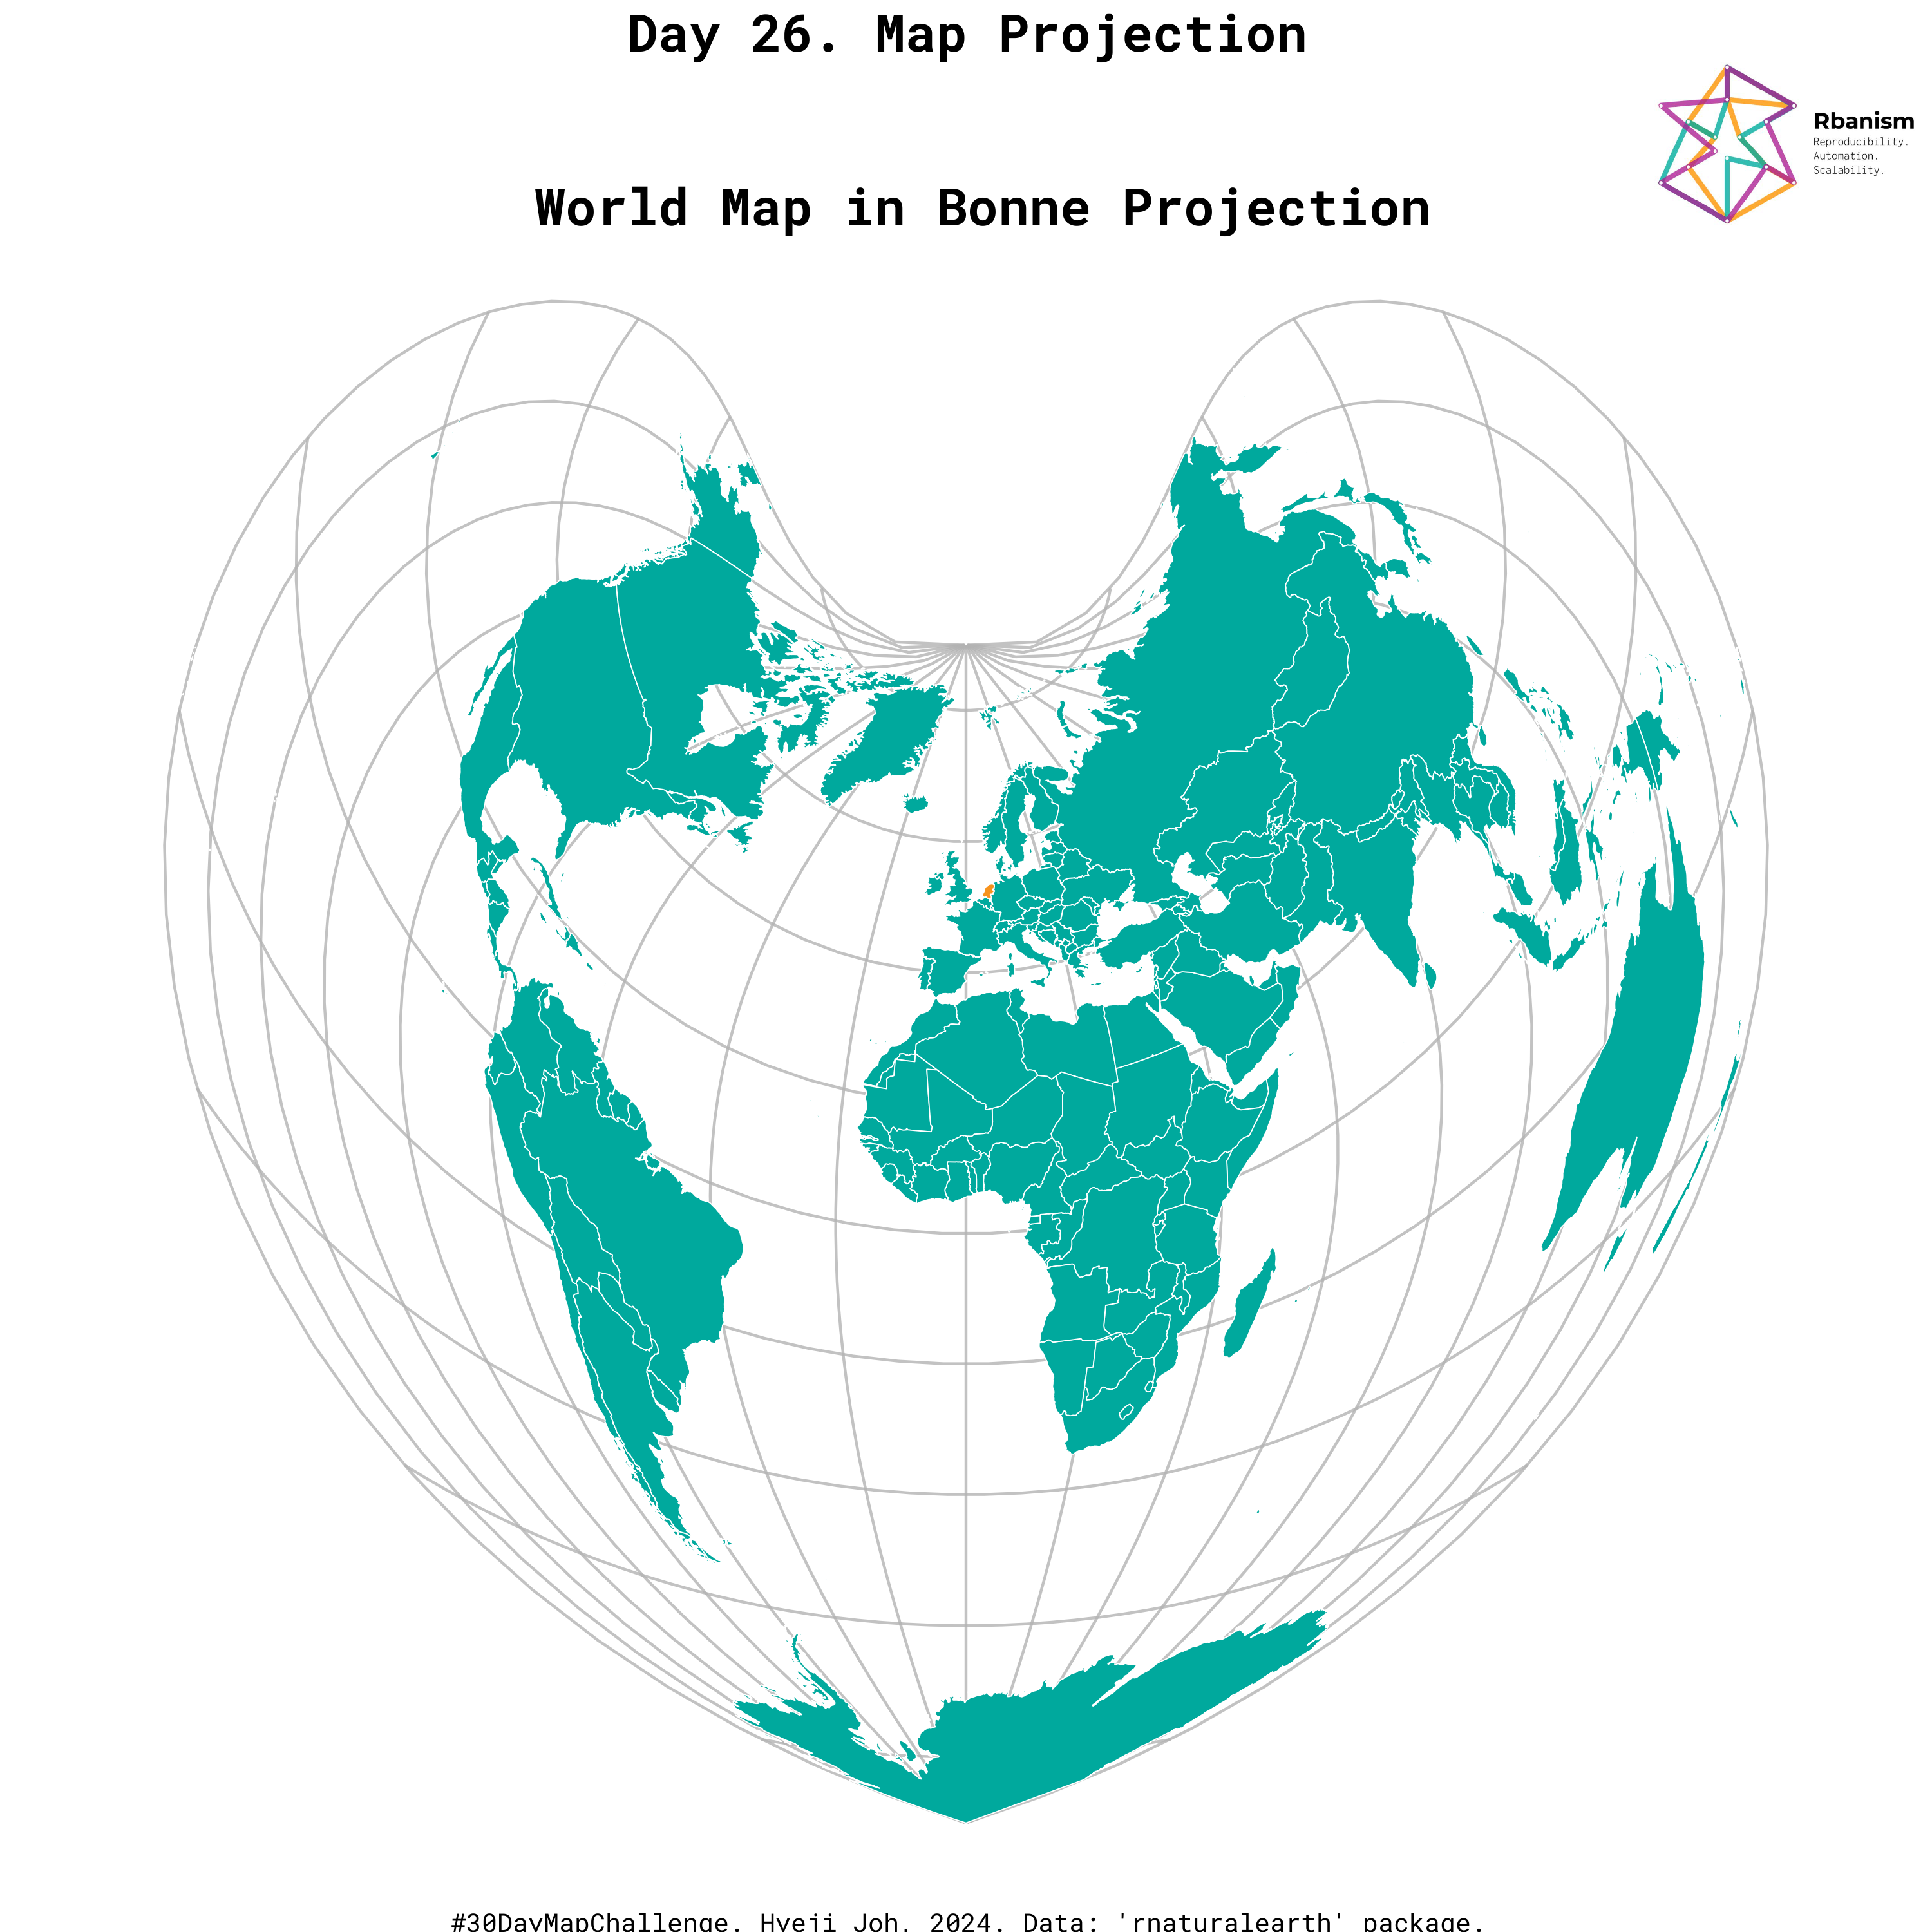 Day 26. Map Projection
Rbanism
Reproducibility.
Automation.
Scalability.
World Map in Bonne Projection
#30DayMapChallenge. Hyeji Joh. 2024. Data: 'rnaturalearth' package.